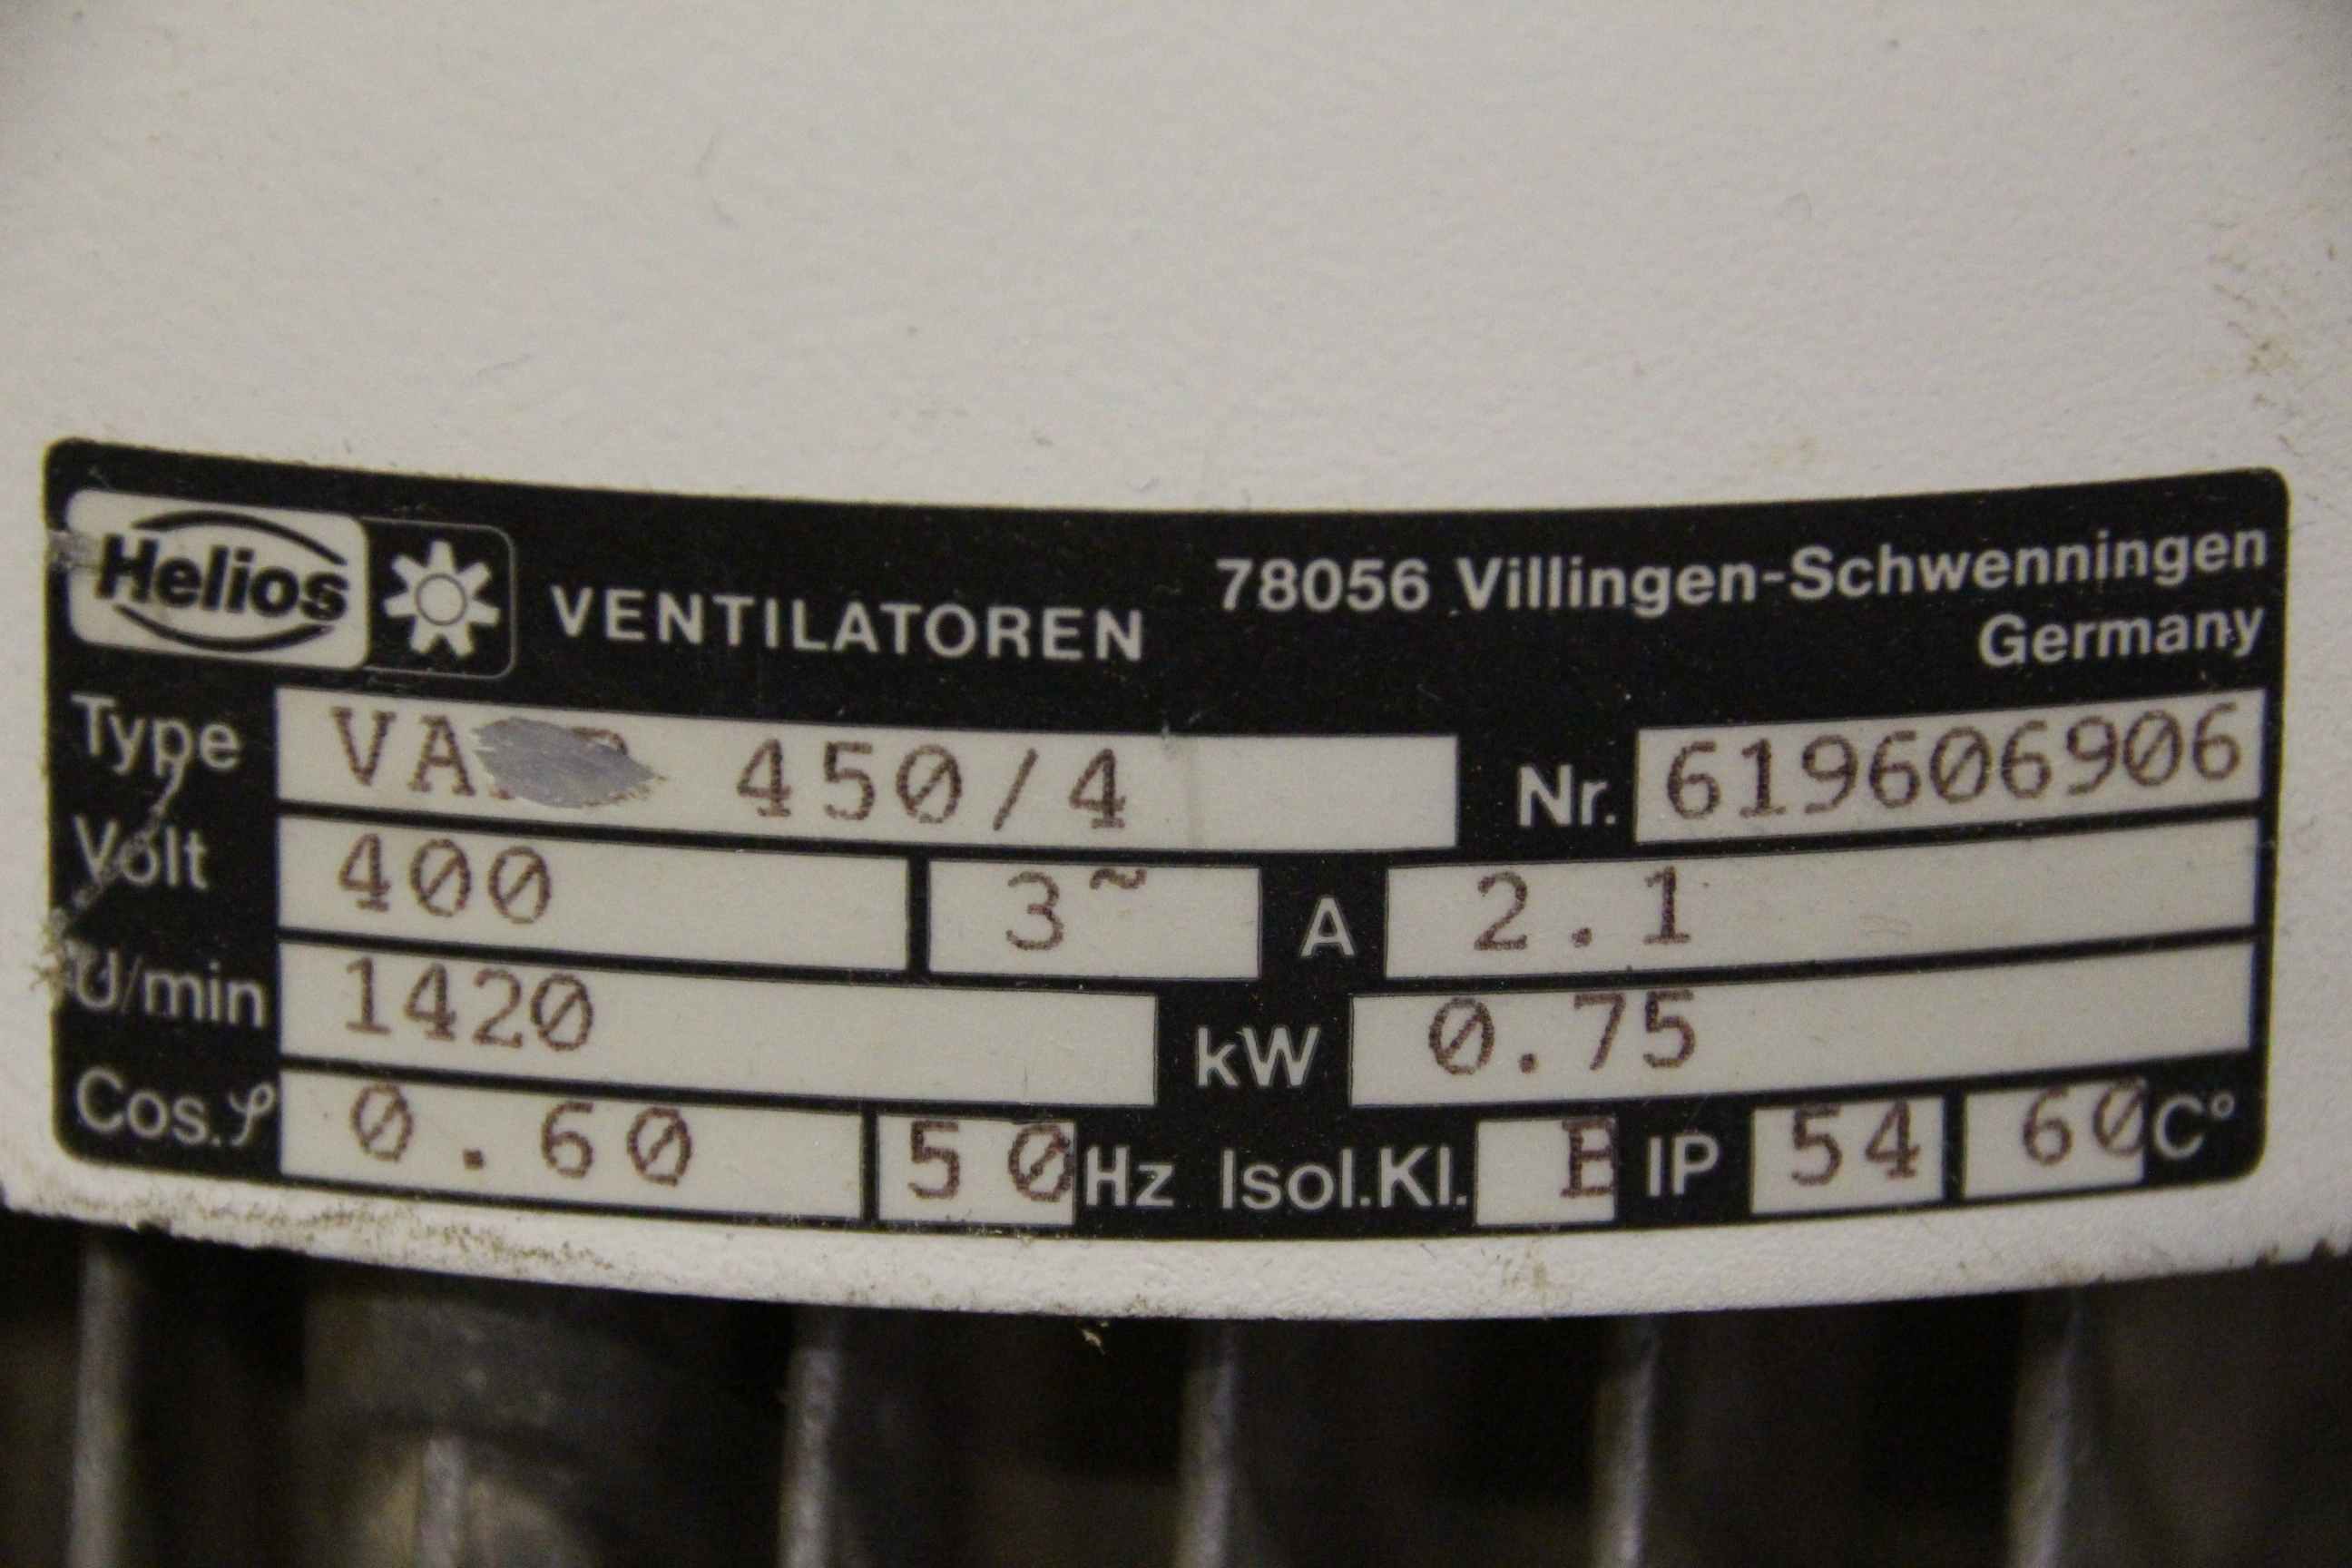 Helios VENTILATOREN 78056 Villingen-Schwenningen
Germany
Type 450/4 Nr. 619606906
Volt 400 3~ A 2.1
U/min 1420 kW 0.75
Cos.φ 0.60 50 Hz Isol.Kl. B IP 54 60 C°